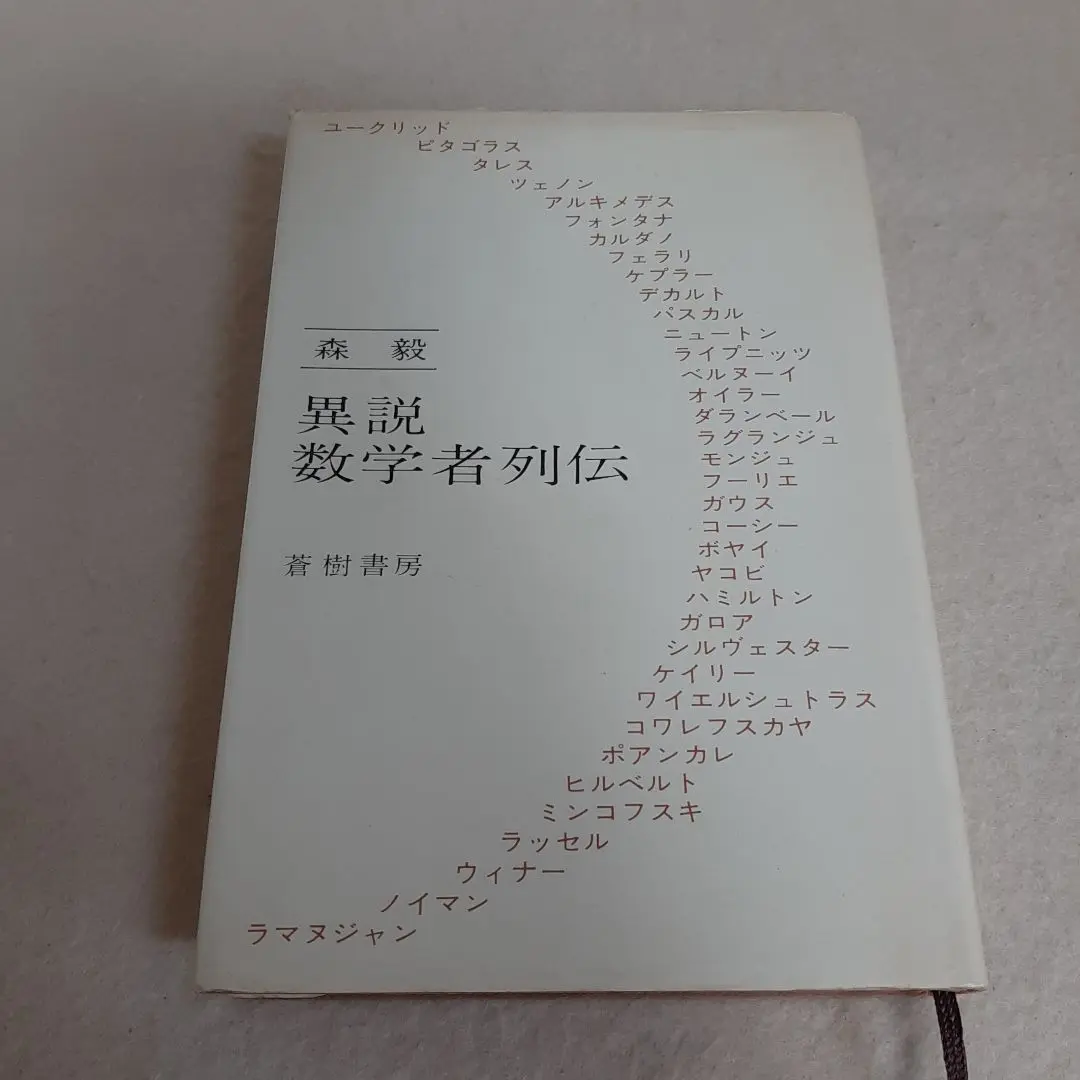 ユークリッド
ピタゴラス
タレス
ツェノン
アルキメデス
フォンタナ
カルダノ
フェラリ
ケプラー
デカルト
パスカル
ニュートン
ライプニッツ
ベルヌーイ
オイラー
ダランベール
ラグランジュ
モンジュ
フーリエ
ガウス
コーシー
ボヤイ
ヤコビ
ハミルトン
ガロア
シルヴェスター
ケイリー
ワイエルシュトラス
コワレフスカヤ
ポアンカレ
ヒルベルト
ミンコフスキ
ラッセル
ウィナー
ノイマン
ラマヌジャン
森 毅
異説
数学者列伝
蒼樹書房